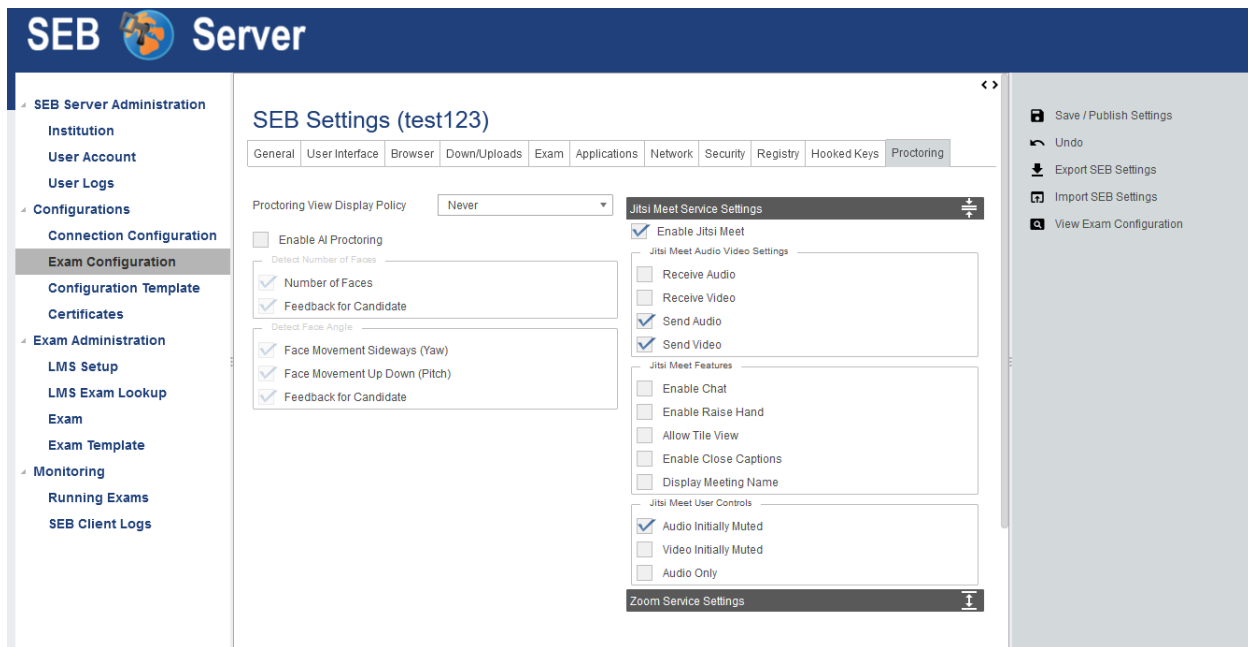 SEB Server
SEB Server Administration
Institution
User Account
User Logs
Configurations
Connection Configuration
Exam Configuration
Configuration Template
Certificates
Exam Administration
LMS Setup
LMS Exam Lookup
Exam
Exam Template
Monitoring
Running Exams
SEB Client Logs
SEB Settings (test123)
General User Interface Browser Down/Uploads Exam Applications Network Security Registry Hooked Keys Proctoring
Proctoring View Display Policy Never
Enable AI Proctoring
Detect Number of Faces
Number of Faces
Feedback for Candidate
Detect Face Angle
Face Movement Sideways (Yaw)
Face Movement Up Down (Pitch)
Feedback for Candidate
Jitsi Meet Service Settings
Enable Jitsi Meet
Jitsi Meet Audio Video Settings
Receive Audio
Receive Video
Send Audio
Send Video
Jitsi Meet Features
Enable Chat
Enable Raise Hand
Allow Tile View
Enable Close Captions
Display Meeting Name
Jitsi Meet User Controls
Audio Initially Muted
Video Initially Muted
Audio Only
Zoom Service Settings
Save / Publish Settings
Undo
Export SEB Settings
Import SEB Settings
View Exam Configuration